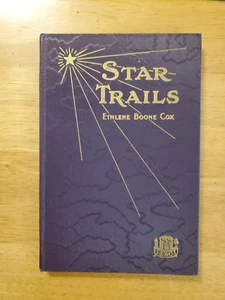 STAR-
TRAILS
ETHLENE BOONE COX